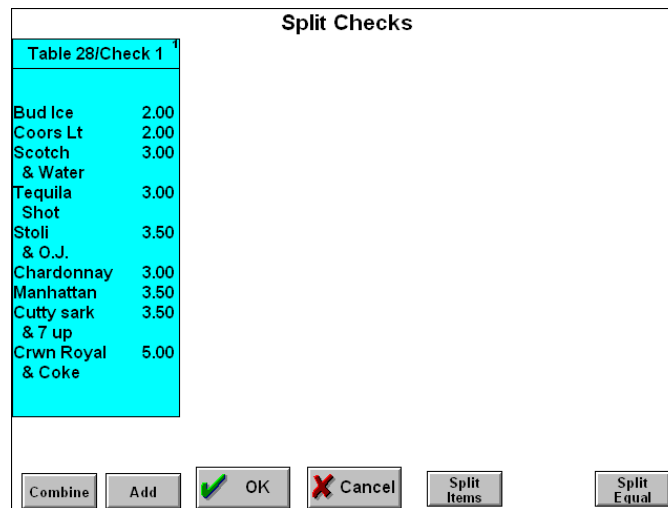 Split Checks
Table 28/Check 1 1
Bud Ice 2.00
Coors Lt 2.00
Scotch 3.00
& Water
Tequila 3.00
Shot
Stoli 3.50
& O.J.
Chardonnay 3.00
Manhattan 3.50
Cutty sark 3.50
& 7 up
Crwn Royal 5.00
& Coke
Combine Add OK Cancel Split Items Split Equal